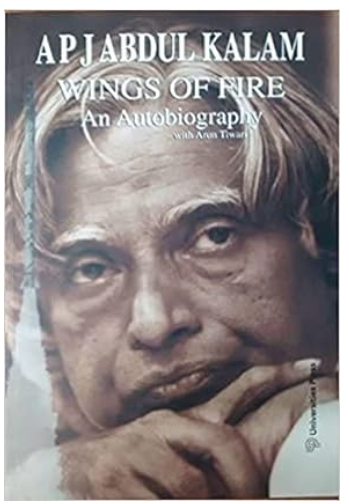 A P J ABDUL KALAM
WINGS OF FIRE
An Autobiography
with Arun Tiwari
Universities Press